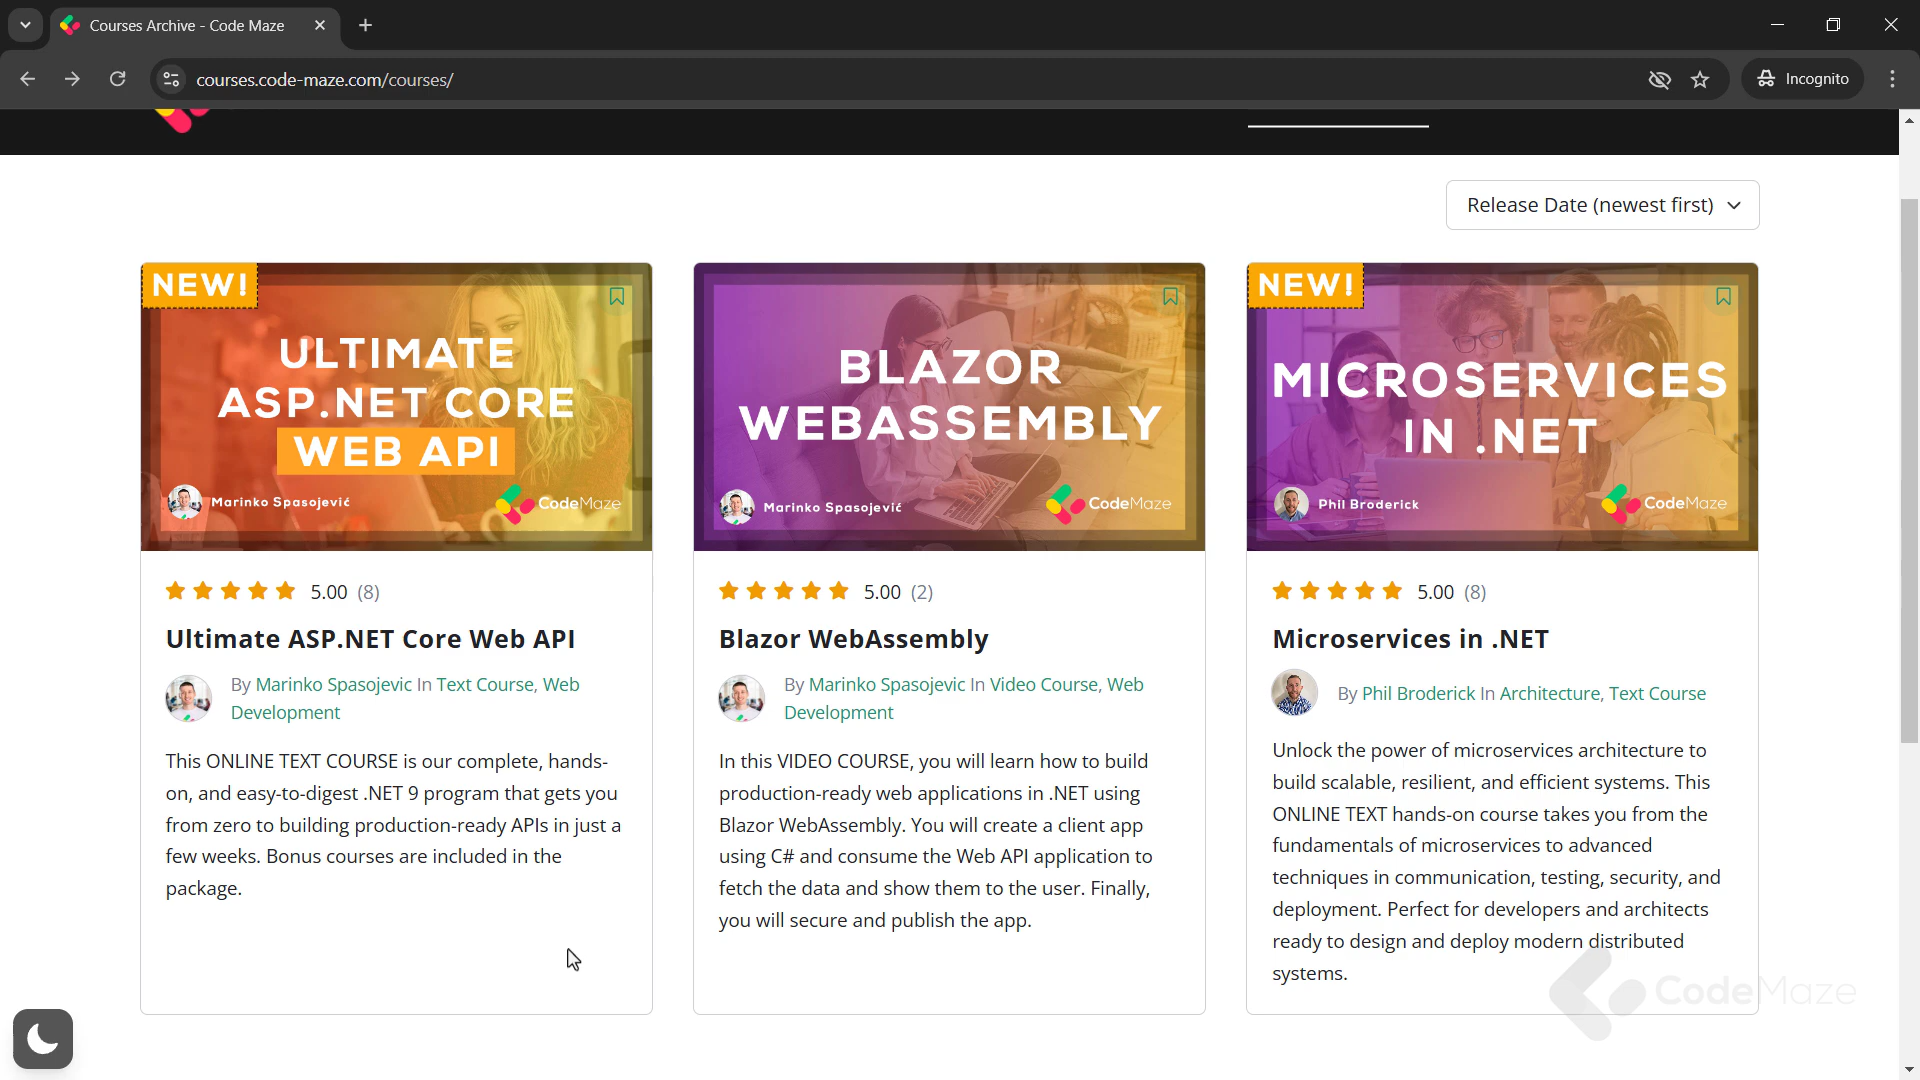 Courses Archive - Code Maze
courses.code-maze.com/courses/
Incognito
Release Date (newest first)
NEW!
ULTIMATE
ASP.NET CORE
WEB API
Marinko Spasojević
CodeMaze
BLAZOR
WEBASSEMBLY
Marinko Spasojević
CodeMaze
NEW!
MICROSERVICES
IN .NET
Phil Broderick
CodeMaze
5.00 (8)
Ultimate ASP.NET Core Web API
By Marinko Spasojevic In Text Course, Web
Development
This ONLINE TEXT COURSE is our complete, hands-
on, and easy-to-digest .NET 9 program that gets you
from zero to building production-ready APIs in just a
few weeks. Bonus courses are included in the
package.
5.00 (2)
Blazor WebAssembly
By Marinko Spasojevic In Video Course, Web
Development
In this VIDEO COURSE, you will learn how to build
production-ready web applications in .NET using
Blazor WebAssembly. You will create a client app
using C# and consume the Web API application to
fetch the data and show them to the user. Finally,
you will secure and publish the app.
5.00 (8)
Microservices in .NET
By Phil Broderick In Architecture, Text Course
Unlock the power of microservices architecture to
build scalable, resilient, and efficient systems. This
ONLINE TEXT hands-on course takes you from the
fundamentals of microservices to advanced
techniques in communication, testing, security, and
deployment. Perfect for developers and architects
ready to design and deploy modern distributed
systems.
CodeMaze